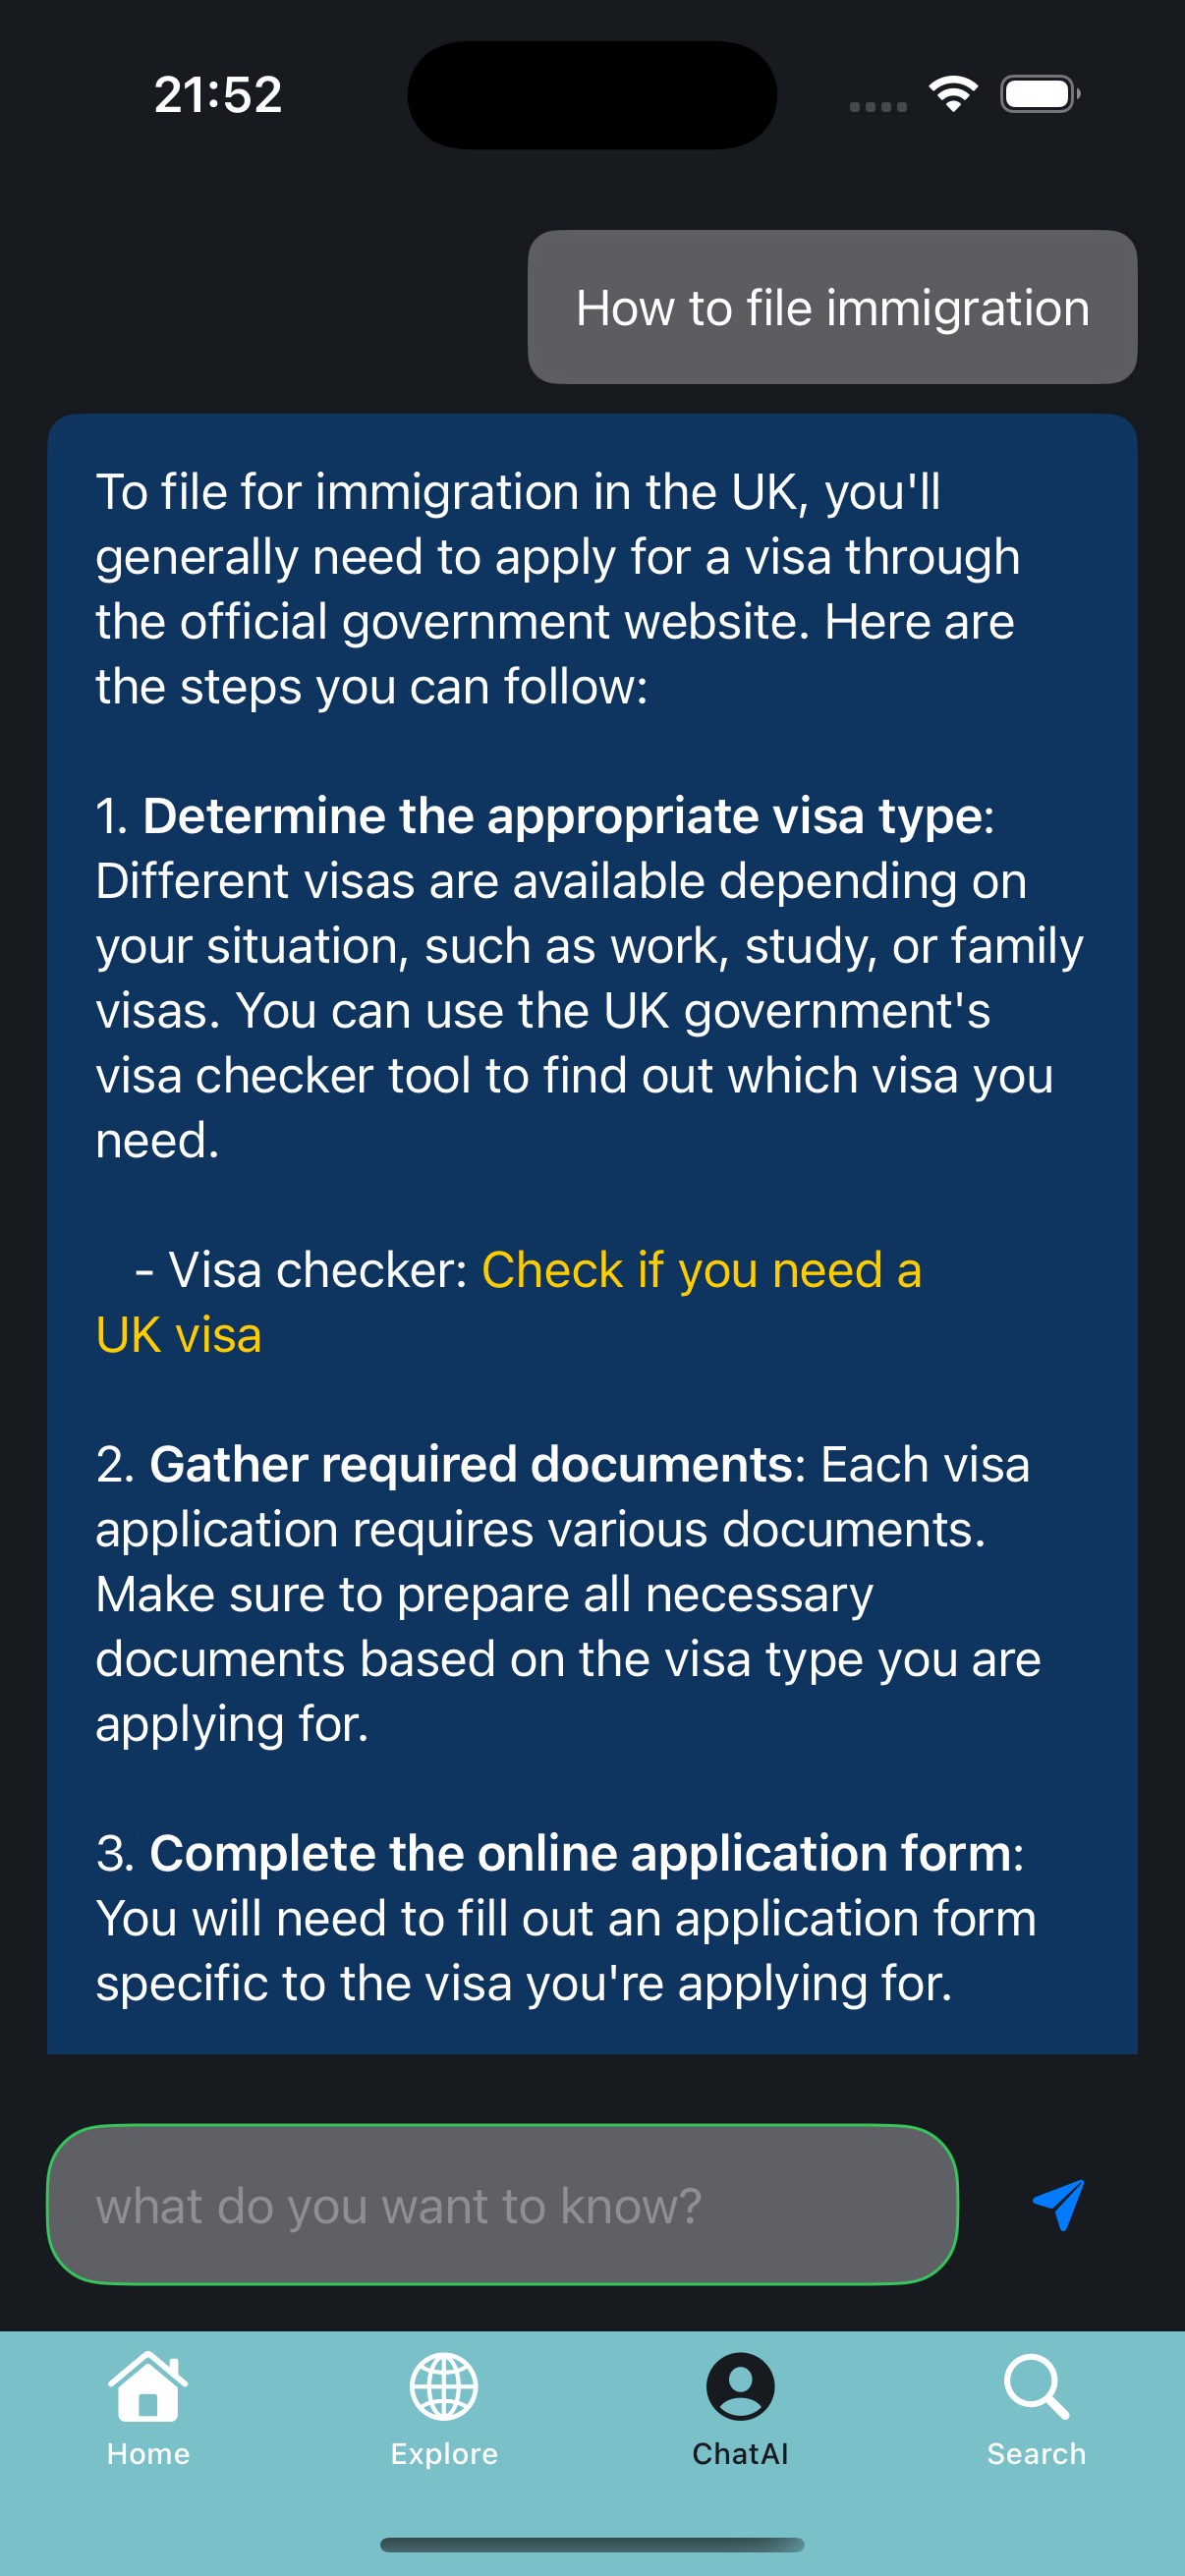 21:52
How to file immigration
To file for immigration in the UK, you'll
generally need to apply for a visa through
the official government website. Here are
the steps you can follow:
1. Determine the appropriate visa type:
Different visas are available depending on
your situation, such as work, study, or family
visas. You can use the UK government's
visa checker tool to find out which visa you
need.
- Visa checker: Check if you need a
UK visa
2. Gather required documents: Each visa
application requires various documents.
Make sure to prepare all necessary
documents based on the visa type you are
applying for.
3. Complete the online application form:
You will need to fill out an application form
specific to the visa you're applying for.
what do you want to know?
Home Explore ChatAI Search